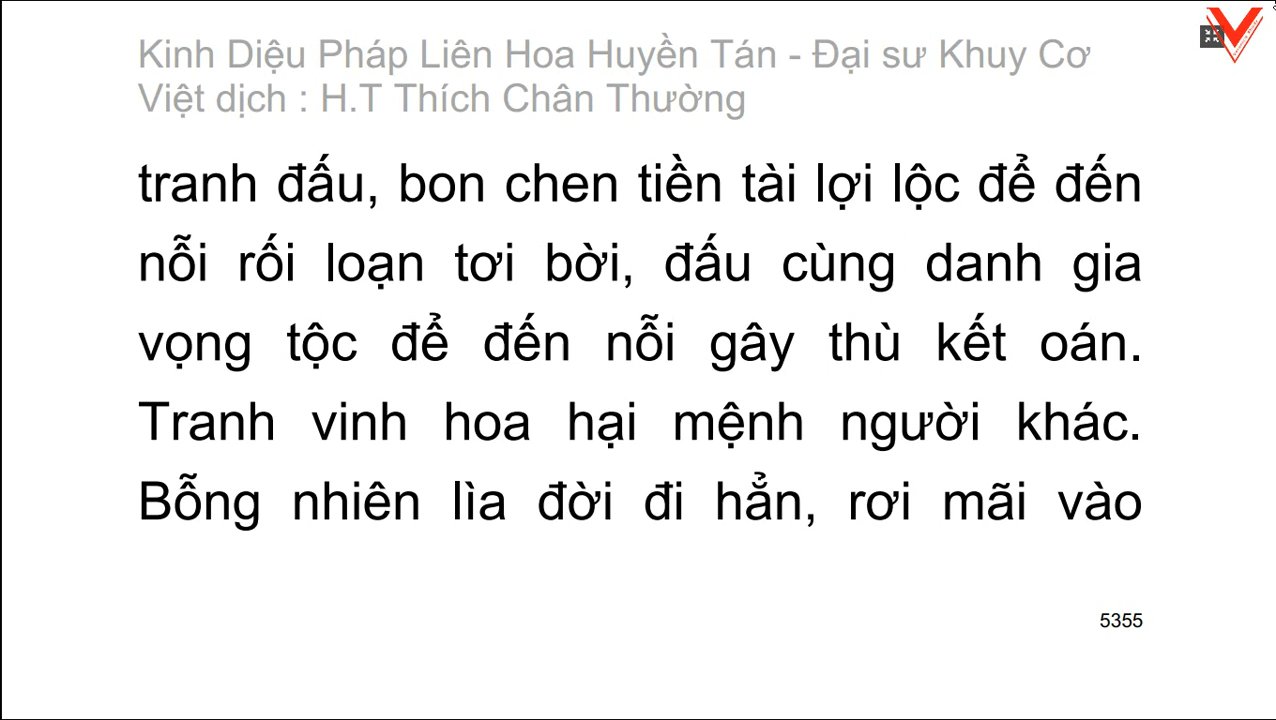 Kinh Diệu Pháp Liên Hoa Huyền Tán - Đại sư Khuy Cơ
Việt dịch : H.T Thích Chân Thường
tranh đấu, bon chen tiền tài lợi lộc để đến
nỗi rối loạn tơi bời, đấu cùng danh gia
vọng tộc để đến nỗi gây thù kết oán.
Tranh vinh hoa hại mệnh người khác.
Bỗng nhiên lìa đời đi hẳn, rơi mãi vào
5355